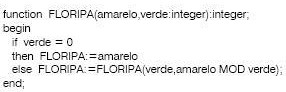 function FLORIPA(amarelo,verde:integer):integer;
begin
if verde = 0
then FLORIPA:=amarelo
else FLORIPA:=FLORIPA(verde,amarelo MOD verde);
end;